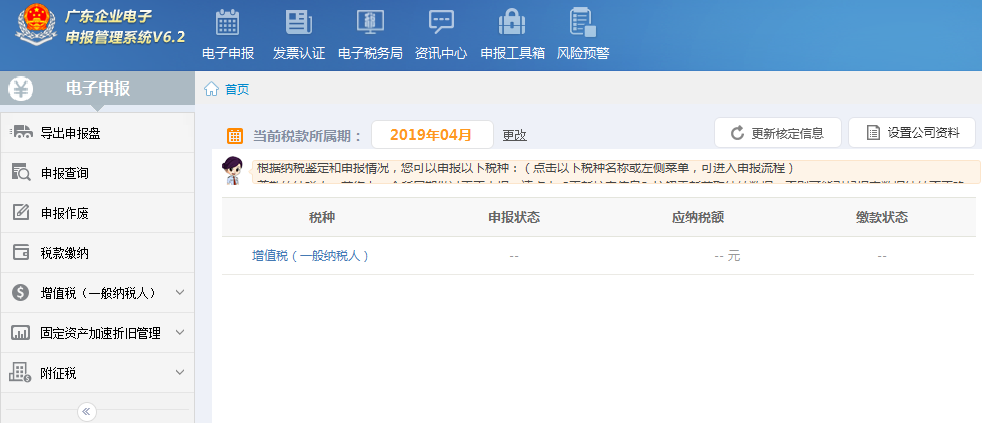 广东企业电子
申报管理系统V6.2
电子申报 发票认证 电子税务局 资讯中心 申报工具箱 风险预警
电子申报
首页
导出申报盘
申报查询
申报作废
税款缴纳
增值税（一般纳税人）
固定资产加速折旧管理
附征税
当前税款所属期： 2019年04月 更改 更新核定信息 设置公司资料
根据纳税鉴定和申报情况，您可以申报以下税种：（点击以下税种名称或左侧菜单，可进入申报流程）
税种 申报状态 应纳税额 缴款状态
增值税（一般纳税人） -- -- 元 --